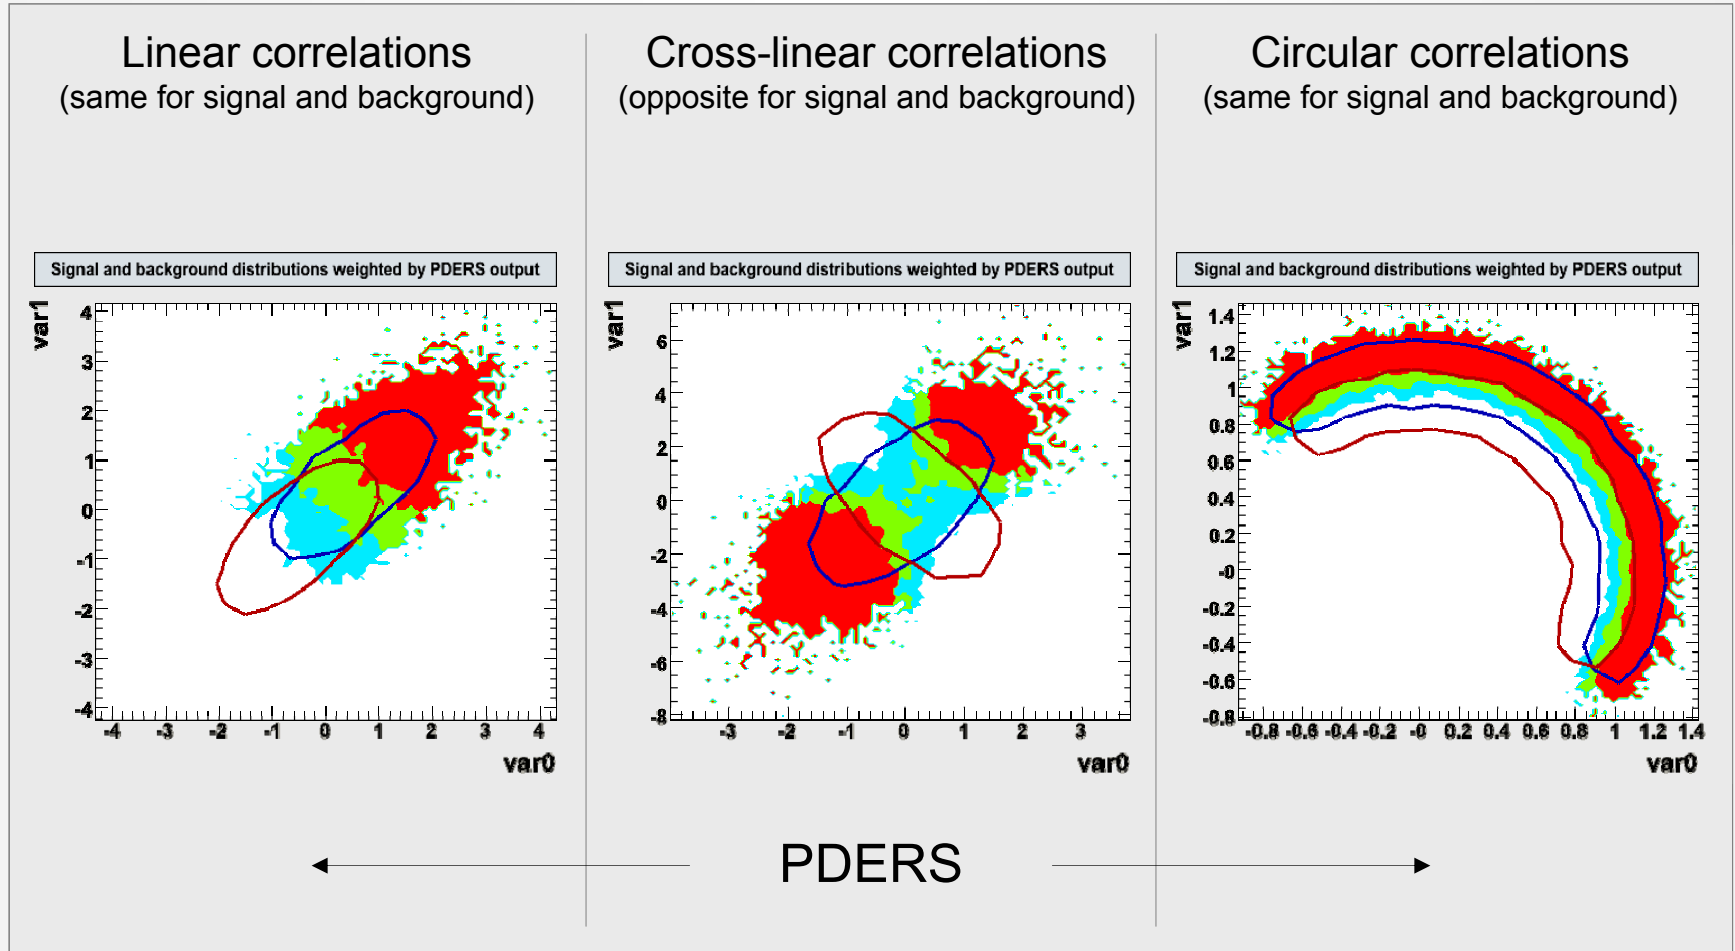 Linear correlations
(same for signal and background)
Cross-linear correlations
(opposite for signal and background)
Circular correlations
(same for signal and background)
Signal and background distributions weighted by PDERS output
var1
4
3
2
1
0
-1
-2
-3
-4
-4 -3 -2 -1 0 1 2 3 4
var0
Signal and background distributions weighted by PDERS output
var1
6
4
2
0
-2
-4
-6
-8
-3 -2 -1 0 1 2 3
var0
Signal and background distributions weighted by PDERS output
var1
1.4
1.2
1
0.8
0.6
0.4
0.2
-0
-0.2
-0.4
-0.6
-0.8
-0.8 -0.6 -0.4 -0.2 -0 0.2 0.4 0.6 0.8 1 1.2 1.4
var0
PDERS